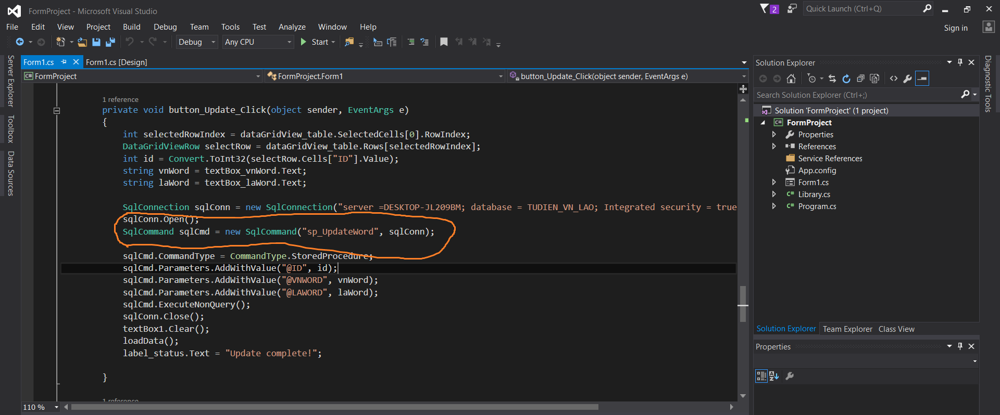 FormProject - Microsoft Visual Studio
2
Quick Launch (Ctrl+Q)
File Edit View Project Build Debug Team Tools Test Analyze Window Help
Sign in
Debug Any CPU Start
Server Explorer
Toolbox
Data Sources
Form1.cs Form1.cs [Design]
FormProject FormProject.Form1 button_Update_Click(object sender, EventArgs e)
1 reference
private void button_Update_Click(object sender, EventArgs e)
{
int selectedRowIndex = dataGridView_table.SelectedCells[0].RowIndex;
DataGridViewRow selectRow = dataGridView_table.Rows[selectedRowIndex];
int id = Convert.ToInt32(selectRow.Cells["ID"].Value);
string vnWord = textBox_vnWord.Text;
string laWord = textBox_laWord.Text;
SqlConnection sqlConn = new SqlConnection("server =DESKTOP-JL209BM; database = TUDIEN_VN_LAO; Integrated security = true
sqlConn.Open();
SqlCommand sqlCmd = new SqlCommand("sp_UpdateWord", sqlConn);
sqlCmd.CommandType = CommandType.StoredProcedure;
sqlCmd.Parameters.AddWithValue("@ID", id);
sqlCmd.Parameters.AddWithValue("@VNWORD", vnWord);
sqlCmd.Parameters.AddWithValue("@LAWORD", laWord);
sqlCmd.ExecuteNonQuery();
sqlConn.Close();
textBox1.Clear();
loadData();
label_status.Text = "Update complete!";
}
1 reference
110 %
Solution Explorer
Search Solution Explorer (Ctrl+;)
Solution 'FormProject' (1 project)
C# FormProject
Properties
References
Service References
App.config
Form1.cs
C# Library.cs
C# Program.cs
Solution Explorer Team Explorer Class View
Properties
Diagnostic Tools